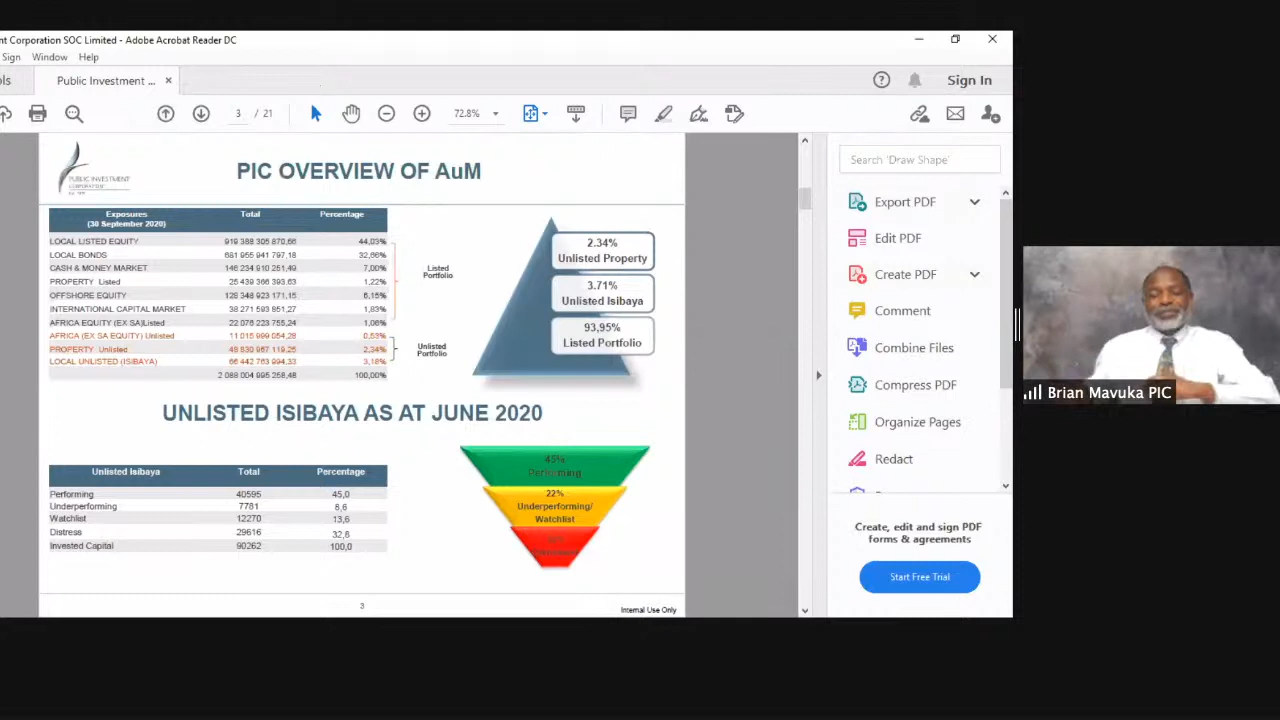 nt Corporation SOC Limited - Adobe Acrobat Reader DC
Sign Window Help
ols
Public Investment ... ×
Sign In
3 / 21
72.8%
PUBLIC INVESTMENT
CORPORATION
PIC OVERVIEW OF AuM
Exposures Total Percentage
(30 September 2020)
LOCAL LISTED EQUITY 919 388 305 870,66 44,03%
LOCAL BONDS 681 955 941 797,18 32,66%
CASH & MONEY MARKET 146 234 910 251,49 7,00%
PROPERTY Listed 25 439 366 393,63 1,22%
OFFSHORE EQUITY 128 348 923 171,15 6,15%
INTERNATIONAL CAPITAL MARKET 38 271 593 851,27 1,83%
AFRICA EQUITY (EX SA)Listed 22 076 223 755,24 1,06%
AFRICA (EX SA EQUITY) Unlisted 11 015 999 054,28 0,53%
PROPERTY Unlisted 48 830 967 119,25 2,34%
LOCAL UNLISTED (ISIBAYA) 66 442 763 994,33 3,18%
2 088 004 995 258,48 100,00%
Listed
Portfolio
Unlisted
Portfolio
2.34%
Unlisted Property
3.71%
Unlisted Isibaya
93,95%
Listed Portfolio
UNLISTED ISIBAYA AS AT JUNE 2020
Unlisted Isibaya Total Percentage
Performing 40595 45,0
Underperforming 7781 8,6
Watchlist 12270 13,6
Distress 29616 32,8
Invested Capital 90262 100,0
45%
Performing
22%
Underperforming/
Watchlist
3
Internal Use Only
Search 'Draw Shape'
Export PDF
Edit PDF
Create PDF
Comment
Combine Files
Compress PDF
Organize Pages
Redact
Create, edit and sign PDF
forms & agreements
Start Free Trial
Brian Mavuka PIC